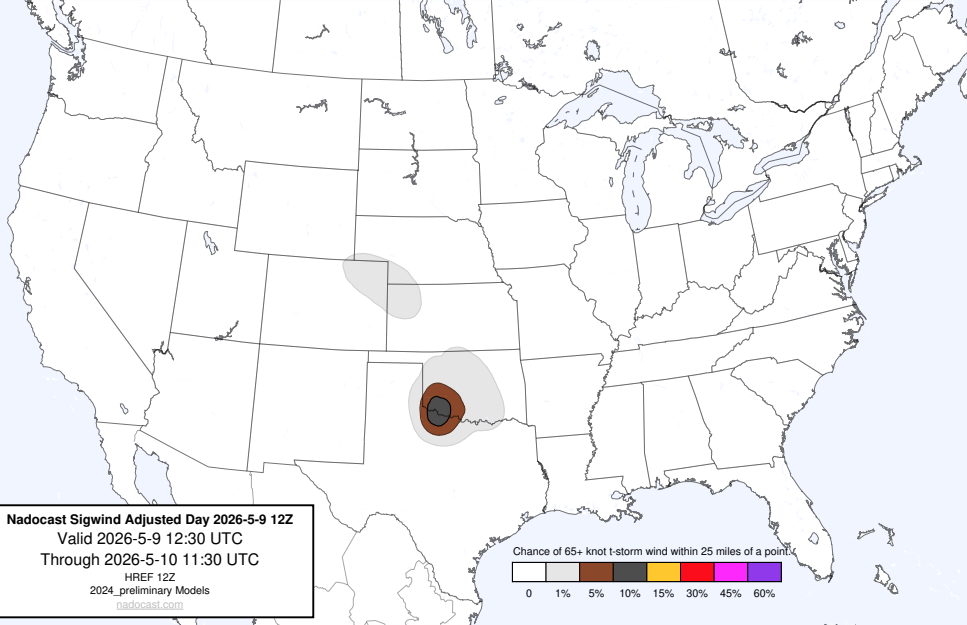 Nadocast Sigwind Adjusted Day 2026-5-9 12Z
Valid 2026-5-9 12:30 UTC
Through 2026-5-10 11:30 UTC
HREF 12Z
2024_preliminary Models
nadocast.com
Chance of 65+ knot t-storm wind within 25 miles of a point.
0 1% 5% 10% 15% 30% 45% 60%